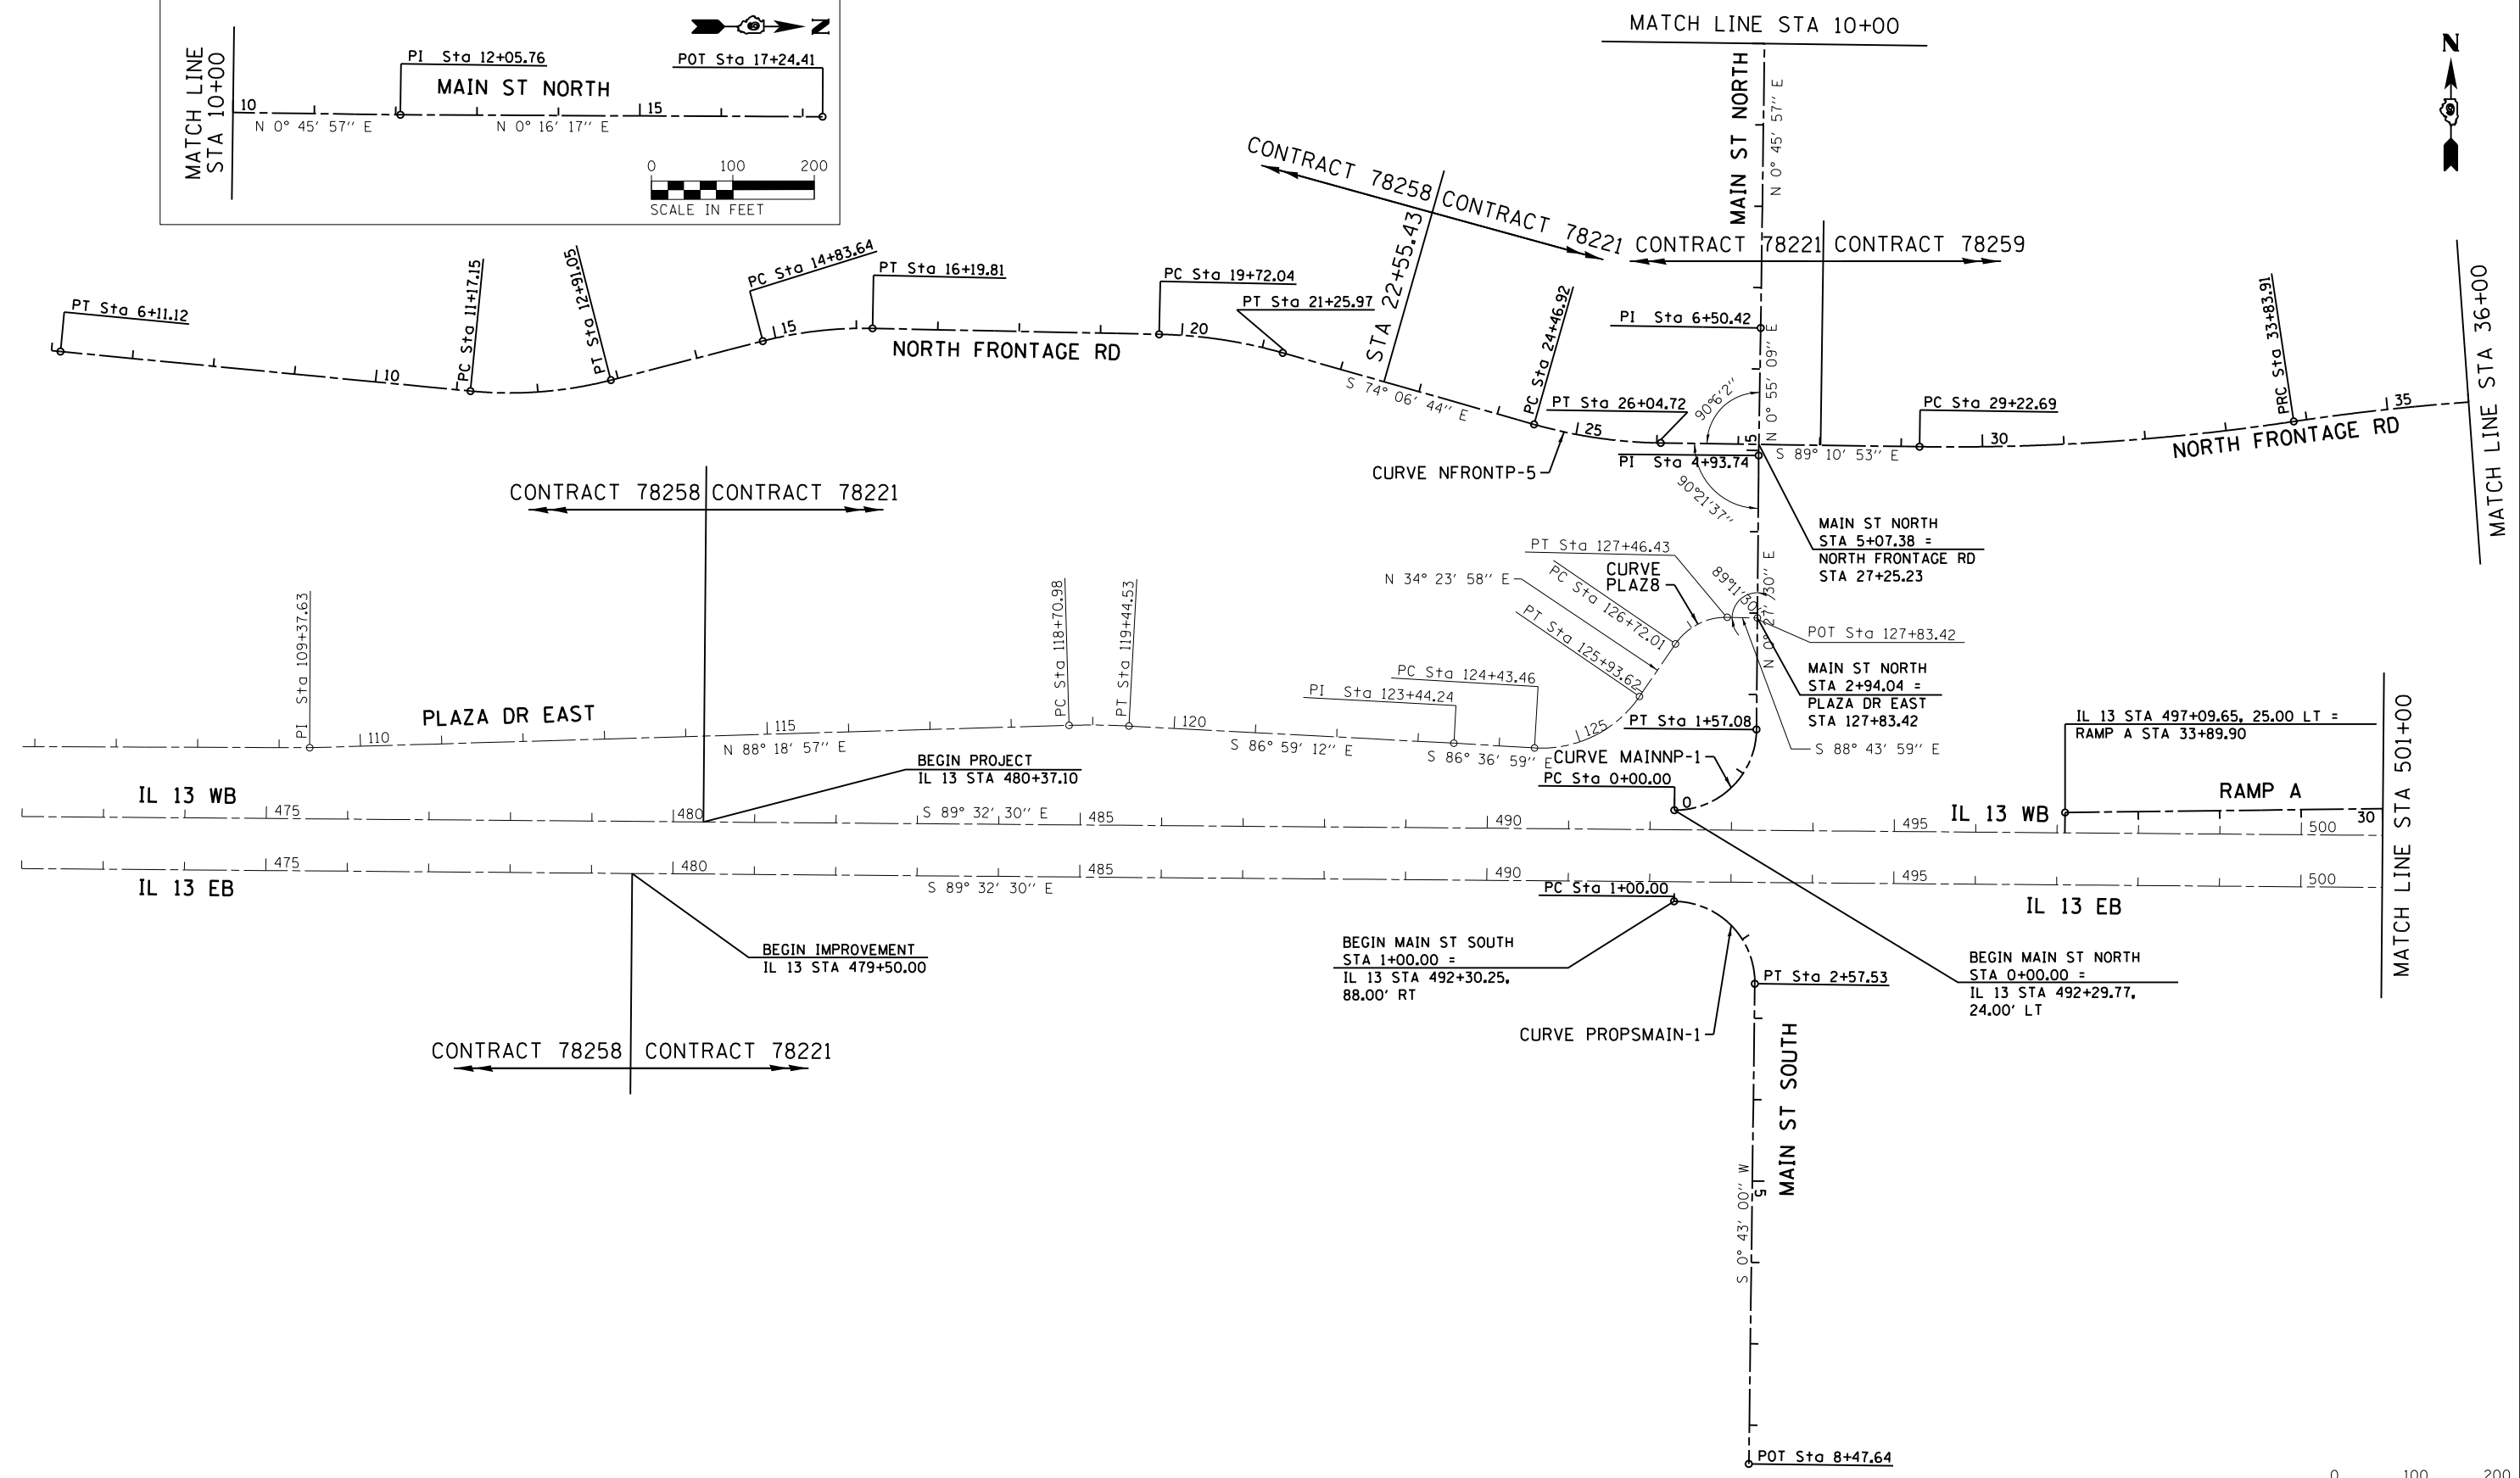 MATCH LINE
STA 10+00
PI Sta 12+05.76
POT Sta 17+24.41
MAIN ST NORTH
10
15
N 0° 45' 57'' E
N 0° 16' 17'' E
0 100 200
SCALE IN FEET
N
MATCH LINE STA 10+00
MAIN ST NORTH
N 0° 45' 57'' E
N
CONTRACT 78258
CONTRACT 78221
STA 22+55.43
CONTRACT 78221
CONTRACT 78259
PT Sta 6+11.12
PC Sta 11+17.15
PT Sta 12+91.05
PC Sta 14+83.64
PT Sta 16+19.81
PC Sta 19+72.04
PT Sta 21+25.97
10
15
20
NORTH FRONTAGE RD
S 74° 06' 44'' E
PC Sta 24+46.92
25
PT Sta 26+04.72
CURVE NFRONTP-5
PI Sta 6+50.42
N 0° 55' 09'' E
90°6'2''
5
PI Sta 4+93.74
90°21'37''
S 89° 10' 53'' E
PC Sta 29+22.69
30
PRC Sta 33+83.91
35
NORTH FRONTAGE RD
MATCH LINE STA 36+00
MAIN ST NORTH
STA 5+07.38 =
NORTH FRONTAGE RD
STA 27+25.23
CONTRACT 78258
CONTRACT 78221
PI Sta 109+37.63
110
PLAZA DR EAST
115
N 88° 18' 57'' E
PC Sta 118+70.98
PT Sta 119+44.53
120
S 86° 59' 12'' E
PI Sta 123+44.24
PC Sta 124+43.46
S 86° 36' 59'' E
125
PT Sta 125+93.62
N 34° 23' 58'' E
PC Sta 126+72.01
PT Sta 127+46.43
CURVE
PLAZ8
89°11'30''
N 0° 27' 30'' E
POT Sta 127+83.42
MAIN ST NORTH
STA 2+94.04 =
PLAZA DR EAST
STA 127+83.42
S 88° 43' 59'' E
PT Sta 1+57.08
CURVE MAINNP-1
PC Sta 0+00.00
0
BEGIN PROJECT
IL 13 STA 480+37.10
IL 13 WB
475
480
S 89° 32' 30'' E
485
490
495
IL 13 WB
500
IL 13 STA 497+09.65, 25.00 LT =
RAMP A STA 33+89.90
RAMP A
30
MATCH LINE STA 501+00
475
IL 13 EB
480
S 89° 32' 30'' E
485
490
495
500
IL 13 EB
BEGIN IMPROVEMENT
IL 13 STA 479+50.00
CONTRACT 78258
CONTRACT 78221
PC Sta 1+00.00
BEGIN MAIN ST SOUTH
STA 1+00.00 =
IL 13 STA 492+30.25,
88.00' RT
PT Sta 2+57.53
CURVE PROPSMAIN-1
BEGIN MAIN ST NORTH
STA 0+00.00 =
IL 13 STA 492+29.77,
24.00' LT
MAIN ST SOUTH
5
S 0° 43' 00'' W
POT Sta 8+47.64
0 100 200